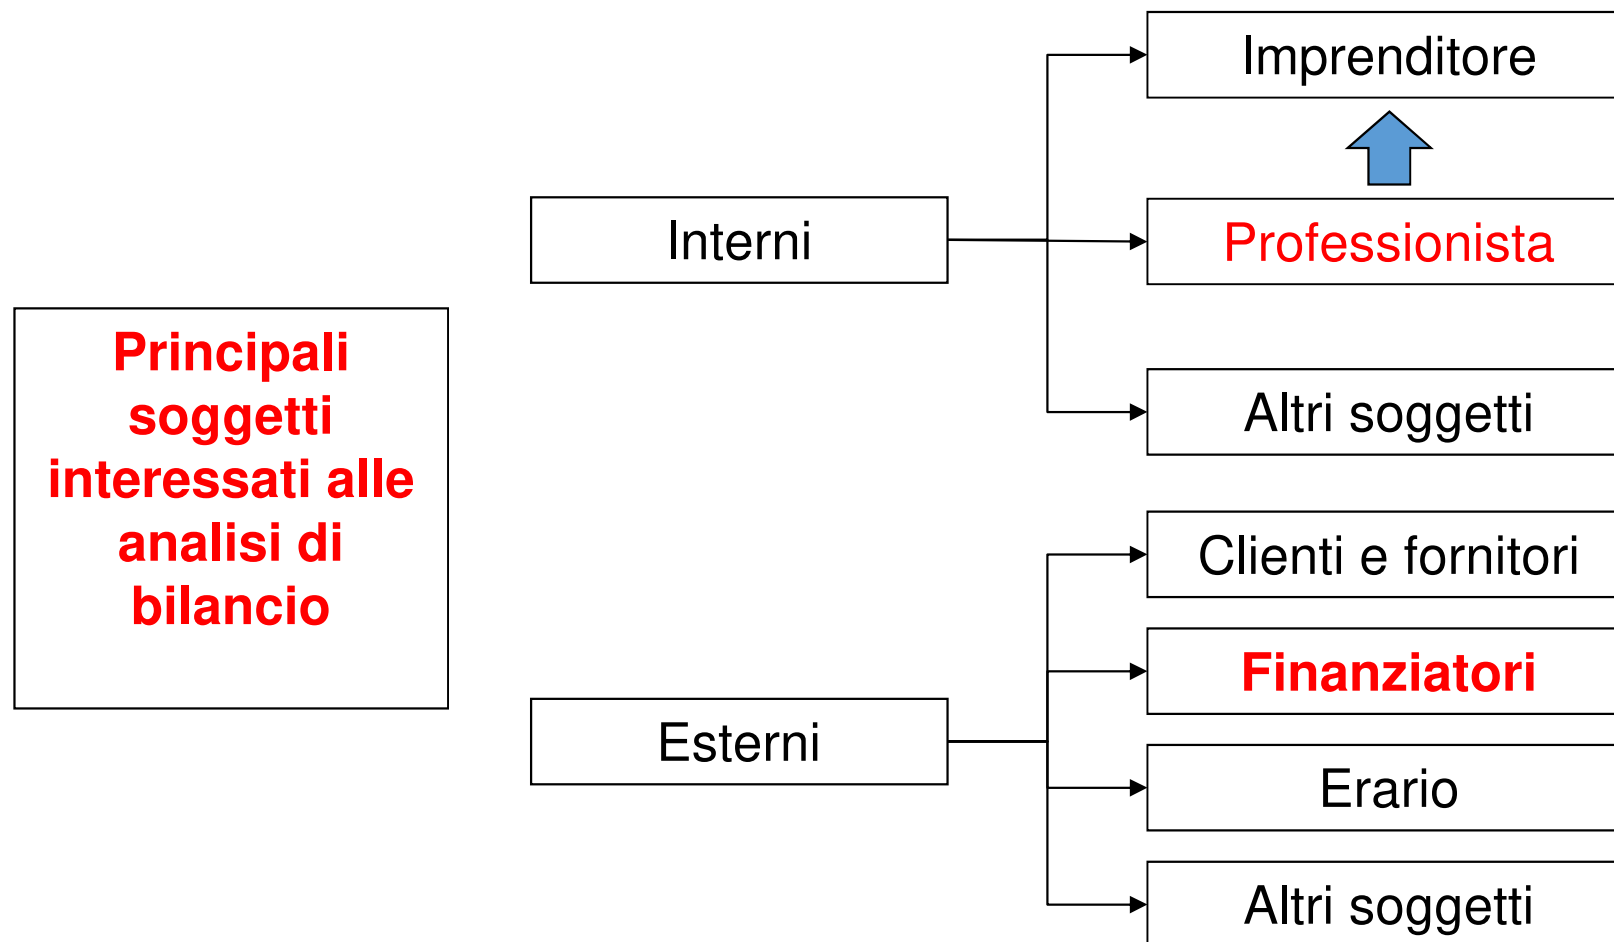 Principali
soggetti
interessati alle
analisi di
bilancio
Interni
Imprenditore
Professionista
Altri soggetti
Esterni
Clienti e fornitori
Finanziatori
Erario
Altri soggetti